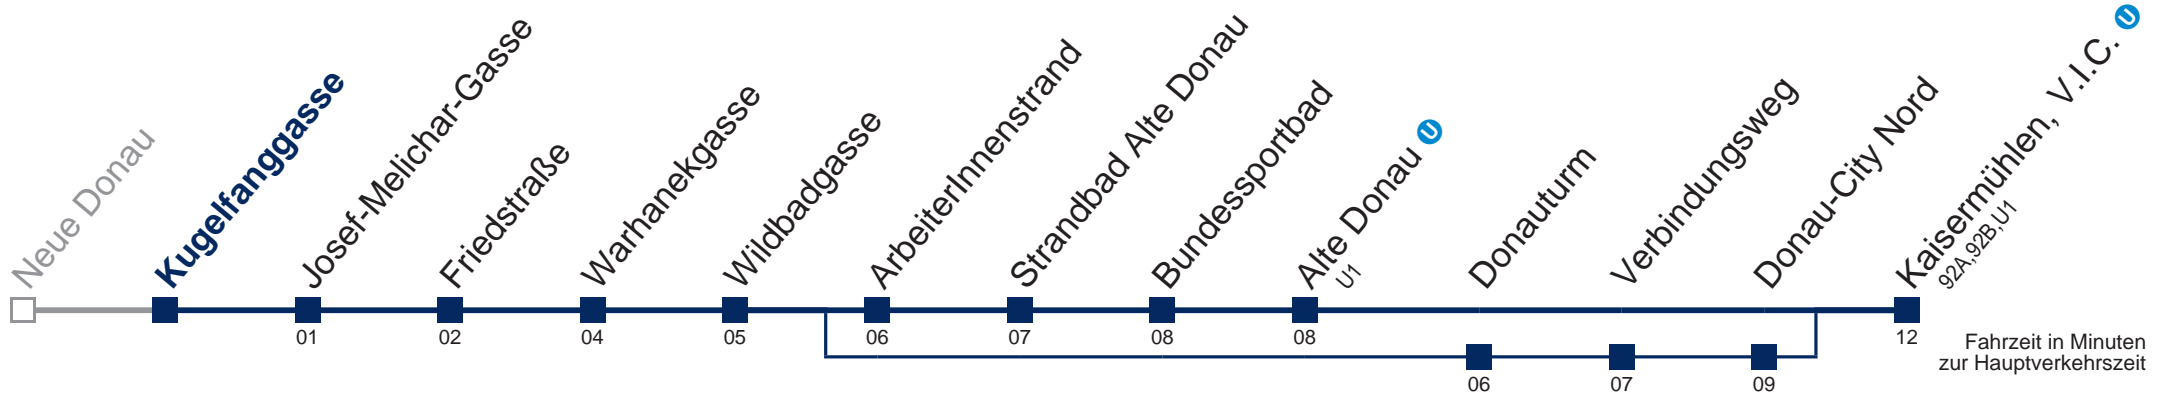 Neue Donau
Kugelfanggasse
Josef-Melichar-Gasse
Friedstraße
Warhanekgasse
Wildbadgasse
ArbeiterInnenstrand
Strandbad Alte Donau
Bundessportbad
Alte Donau U
U1
Donauturm
Verbindungsweg
Donau-City Nord
Kaisermühlen, V.I.C. U
92A,92B,U1
01
02
04
05
06
07
08
08
12
06
07
09
Fahrzeit in Minuten
zur Hauptverkehrszeit